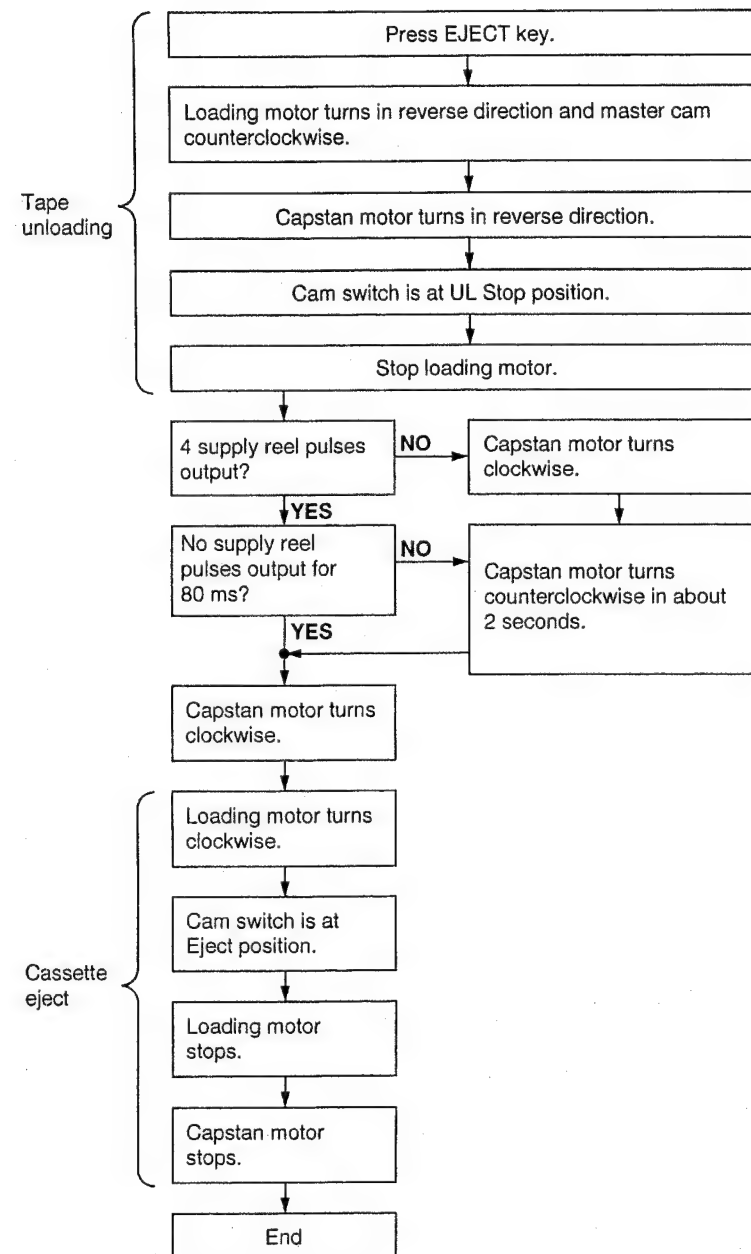 Press EJECT key.
Loading motor turns in reverse direction and master cam
counterclockwise.
Tape
unloading
Capstan motor turns in reverse direction.
Cam switch is at UL Stop position.
Stop loading motor.
4 supply reel pulses
output?
NO
Capstan motor turns
clockwise.
YES
No supply reel
pulses output for
80 ms?
NO
Capstan motor turns
counterclockwise in about
2 seconds.
YES
Capstan motor turns
clockwise.
Loading motor turns
clockwise.
Cam switch is at
Eject position.
Cassette
eject
Loading motor
stops.
Capstan motor
stops.
End